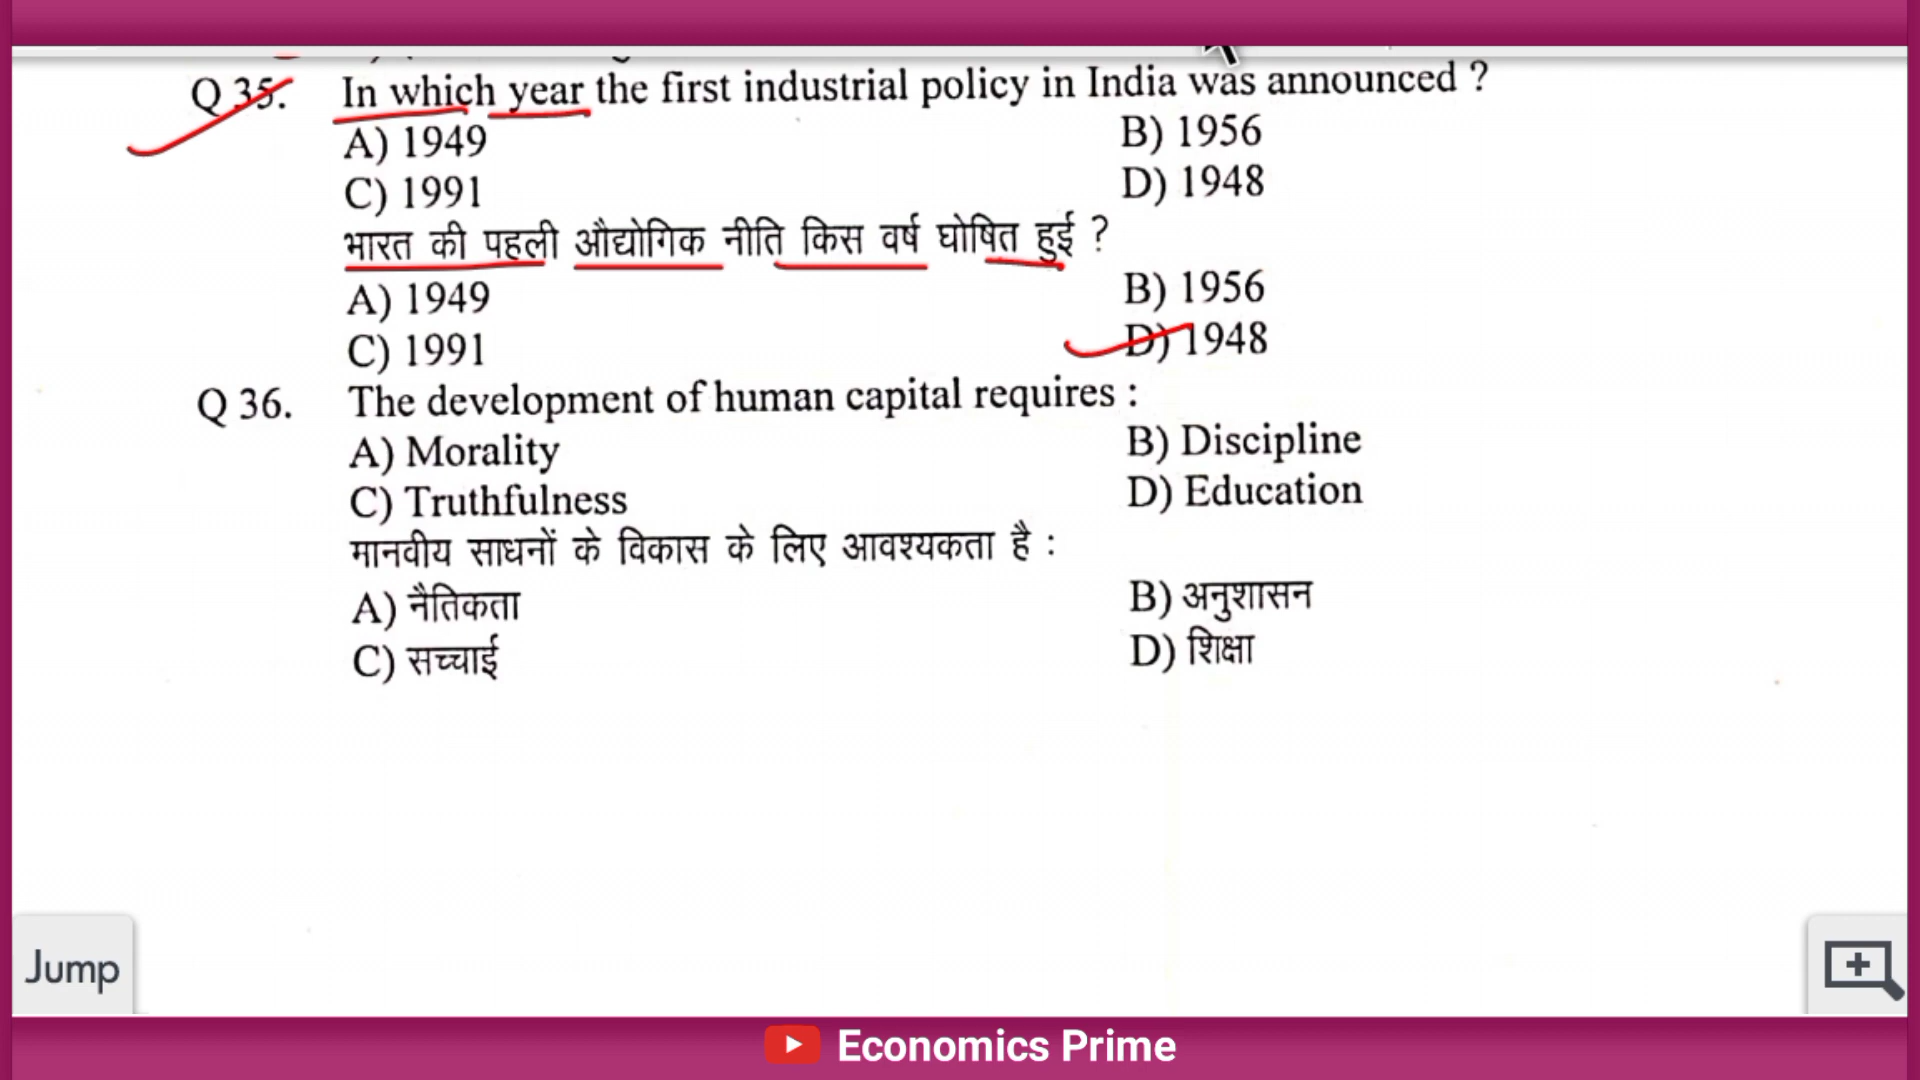 Q 35. In which year the first industrial policy in India was announced ?
A) 1949 B) 1956
C) 1991 D) 1948
भारत की पहली औद्योगिक नीति किस वर्ष घोषित हुई ?
A) 1949 B) 1956
C) 1991 D) 1948
Q 36. The development of human capital requires :
A) Morality B) Discipline
C) Truthfulness D) Education
मानवीय साधनों के विकास के लिए आवश्यकता है :
A) नैतिकता B) अनुशासन
C) सच्चाई D) शिक्षा
Jump
Economics Prime